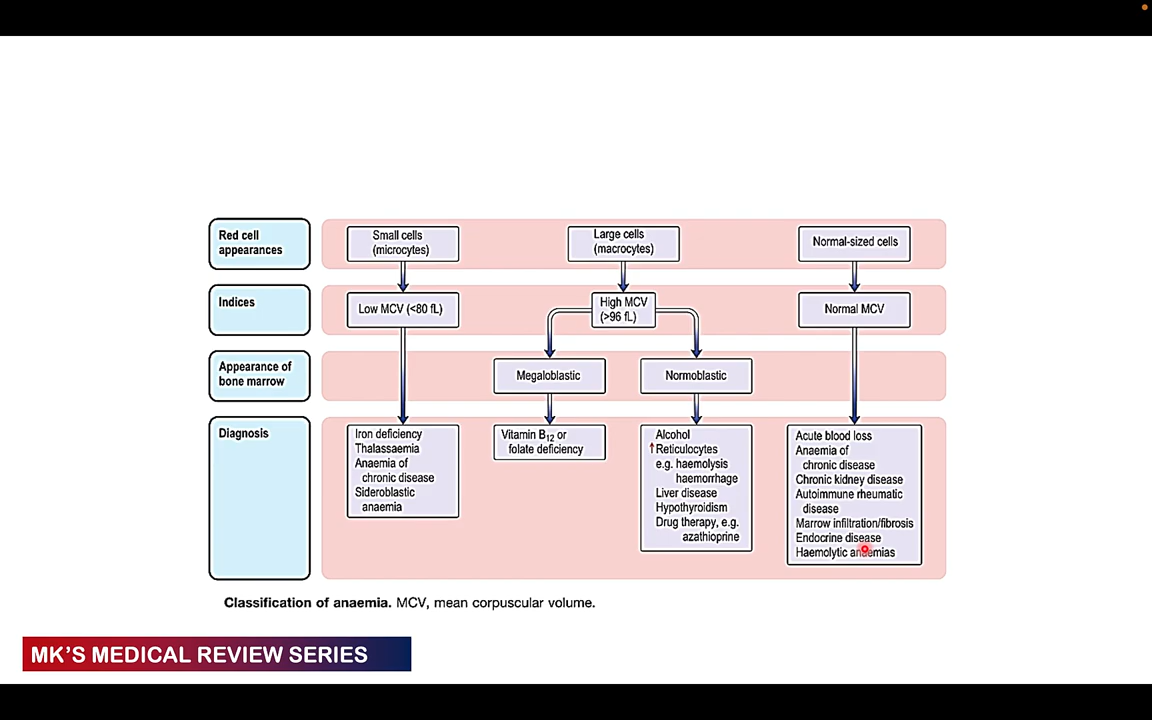 Red cell
appearances
Small cells
(microcytes)
Large cells
(macrocytes)
Normal-sized cells
Indices
Low MCV (<80 fL)
High MCV
(>96 fL)
Normal MCV
Appearance of
bone marrow
Megaloblastic
Normoblastic
Diagnosis
Iron deficiency
Thalassaemia
Anaemia of
chronic disease
Sideroblastic
anaemia
Vitamin B12 or
folate deficiency
Alcohol
↑Reticulocytes
e.g. haemolysis
haemorrhage
Liver disease
Hypothyroidism
Drug therapy, e.g.
azathioprine
Acute blood loss
Anaemia of
chronic disease
Chronic kidney disease
Autoimmune rheumatic
disease
Marrow infiltration/fibrosis
Endocrine disease
Haemolytic anaemias
Classification of anaemia. MCV, mean corpuscular volume.
MK'S MEDICAL REVIEW SERIES